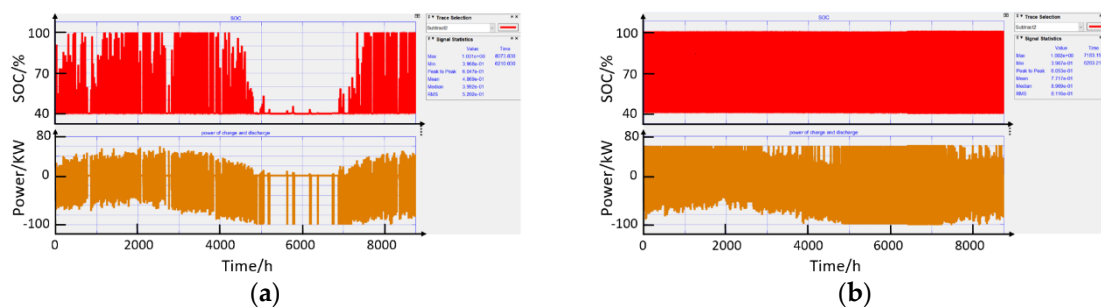 SOC
Trace Selection
Subtract2
Signal Statistics
Value Time
Max
Min
Peak to Peak
Mean
Median
RMS
SOC/%
100
70
40
power of charge and discharge
Power/KW
80
0
-100
0 2000 4000 6000 8000
Time/h
(a)
SOC
Trace Selection
Subtract2
Signal Statistics
Value Time
Max
Min
Peak to Peak
Mean
Median
RMS
SOC/%
100
70
40
power of charge and discharge
Power/KW
80
0
-100
0 2000 4000 6000 8000
Time/h
(b)